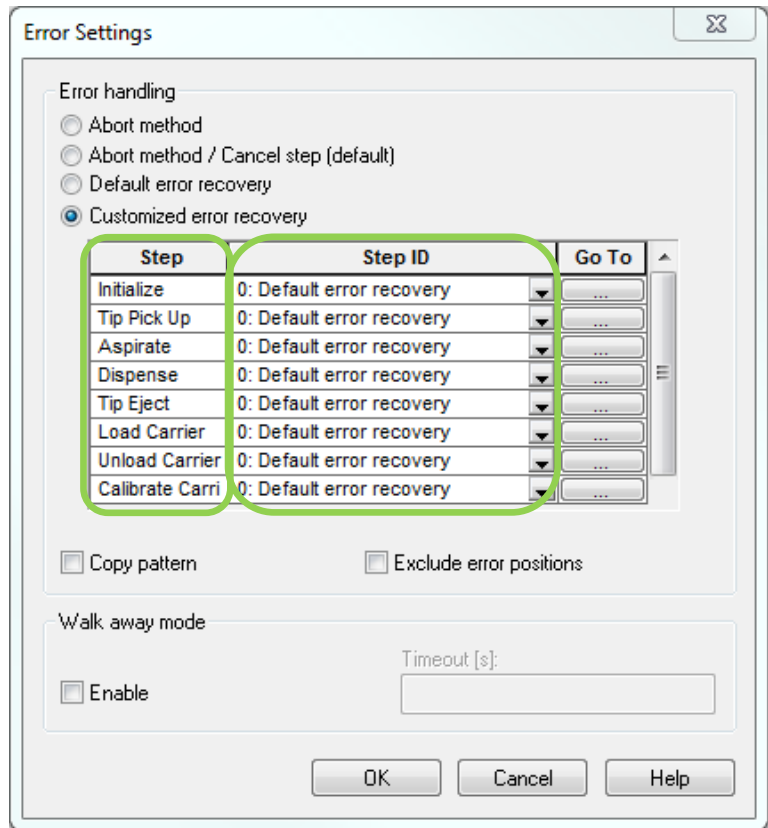 Error Settings
Error handling
Abort method
Abort method / Cancel step (default)
Default error recovery
Customized error recovery
Step Step ID Go To
Initialize 0: Default error recovery ...
Tip Pick Up 0: Default error recovery ...
Aspirate 0: Default error recovery ...
Dispense 0: Default error recovery ...
Tip Eject 0: Default error recovery ...
Load Carrier 0: Default error recovery ...
Unload Carrier 0: Default error recovery ...
Calibrate Carri 0: Default error recovery ...
Copy pattern Exclude error positions
Walk away mode
Timeout [s]:
Enable
OK Cancel Help